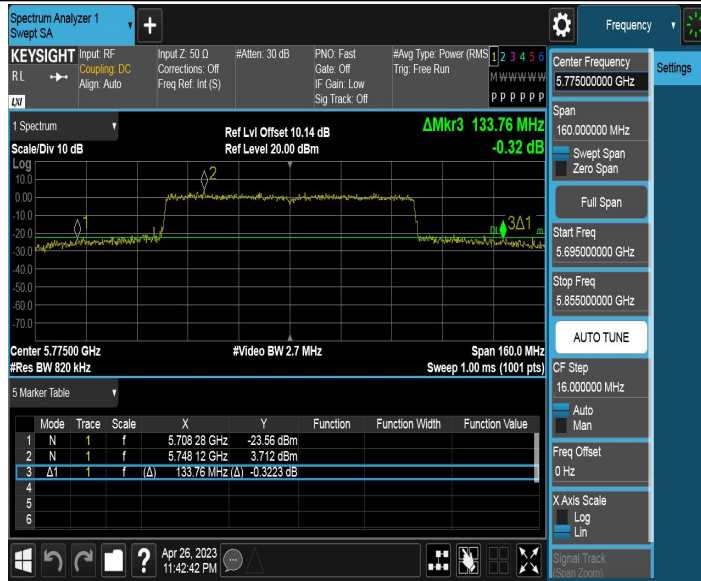 Spectrum Analyzer 1
Swept SA
Frequency
KEYSIGHT
RL
LXI
Input: RF
Coupling: DC
Align: Auto
Input Z: 50 Ω
Corrections: Off
Freq Ref: Int (S)
#Atten: 30 dB
PNO: Fast
Gate: Off
IF Gain: Low
Sig Track: Off
#Avg Type: Power (RMS
Trig: Free Run
1 2 3 4 5 6
M W W W W W
P P P P P P
1 Spectrum
Scale/Div 10 dB
Ref Lvl Offset 10.14 dB
Ref Level 20.00 dBm
ΔMkr3 133.76 MHz
-0.32 dB
Log
10.0
0.00
-10.0
-20.0
-30.0
-40.0
-50.0
-60.0
-70.0
1
2
3Δ1
Center 5.77500 GHz
#Res BW 820 kHz
#Video BW 2.7 MHz
Span 160.0 MHz
Sweep 1.00 ms (1001 pts)
5 Marker Table
Mode Trace Scale X Y Function Function Width Function Value
1 N 1 f 5.708 28 GHz -23.56 dBm
2 N 1 f 5.748 12 GHz 3.712 dBm
3 Δ1 1 f (Δ) 133.76 MHz (Δ) -0.3223 dB
4
5
6
Apr 26, 2023
11:42:42 PM
Center Frequency
5.775000000 GHz
Span
160.000000 MHz
Swept Span
Zero Span
Full Span
Start Freq
5.695000000 GHz
Stop Freq
5.855000000 GHz
AUTO TUNE
CF Step
16.000000 MHz
Auto
Man
Freq Offset
0 Hz
X Axis Scale
Log
Lin
Signal Track
(Span Zoom)
Settings